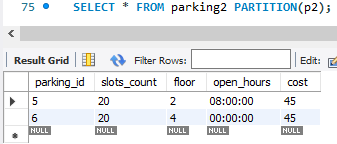 75 SELECT * FROM parking2 PARTITION(p2);
Result Grid Filter Rows: Edit:
parking_id slots_count floor open_hours cost
5 20 2 08:00:00 45
6 20 4 00:00:00 45
NULL NULL NULL NULL NULL